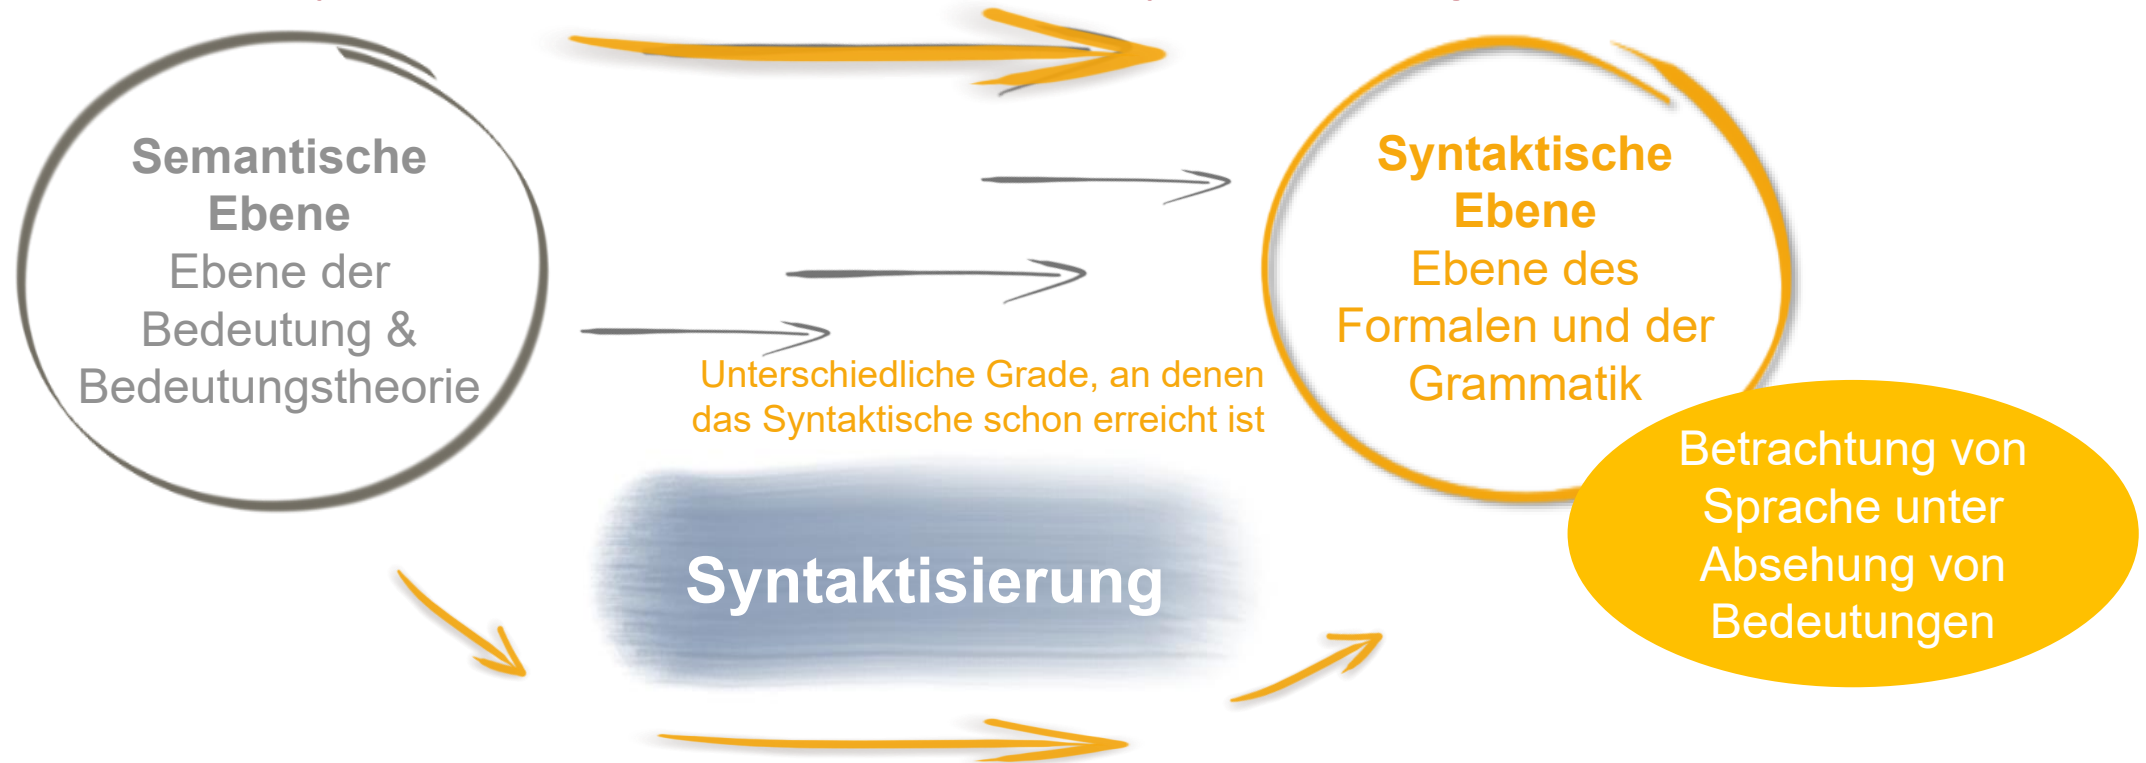 Semantische
Ebene
Ebene der
Bedeutung &
Bedeutungstheorie
Unterschiedliche Grade, an denen
das Syntaktische schon erreicht ist
Syntaktisierung
Syntaktische
Ebene
Ebene des
Formalen und der
Grammatik
Betrachtung von
Sprache unter
Absehung von
Bedeutungen